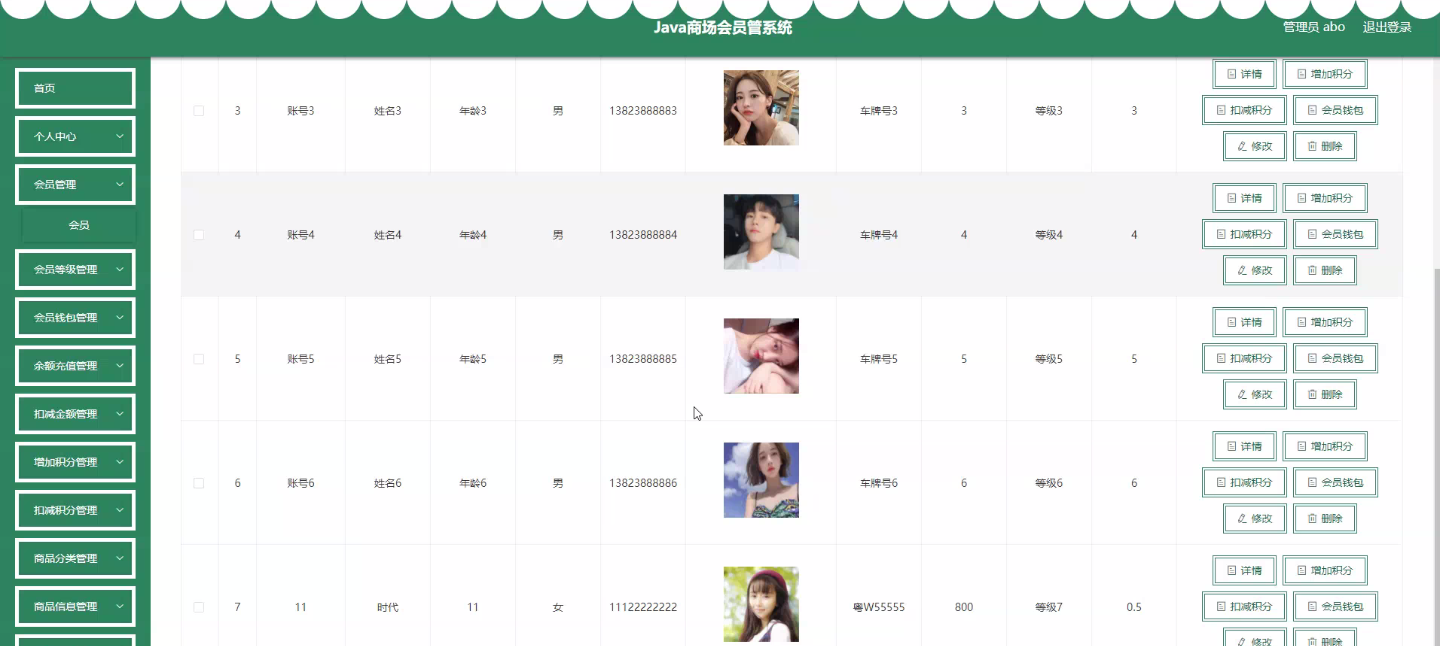 Java商场会员管系统
管理员 abo 退出登录
首页
个人中心
会员管理
会员
会员等级管理
会员钱包管理
余额充值管理
扣减金额管理
增加积分管理
扣减积分管理
商品分类管理
商品信息管理
3 账号3 姓名3 年龄3 男 13823888883 车牌号3 3 等级3 3
详情 增加积分
扣减积分 会员钱包
修改 删除
4 账号4 姓名4 年龄4 男 13823888884 车牌号4 4 等级4 4
详情 增加积分
扣减积分 会员钱包
修改 删除
5 账号5 姓名5 年龄5 男 13823888885 车牌号5 5 等级5 5
详情 增加积分
扣减积分 会员钱包
修改 删除
6 账号6 姓名6 年龄6 男 13823888886 车牌号6 6 等级6 6
详情 增加积分
扣减积分 会员钱包
修改 删除
7 11 时代 11 女 11122222222 粤W55555 800 等级7 0.5
详情 增加积分
扣减积分 会员钱包
修改 删除